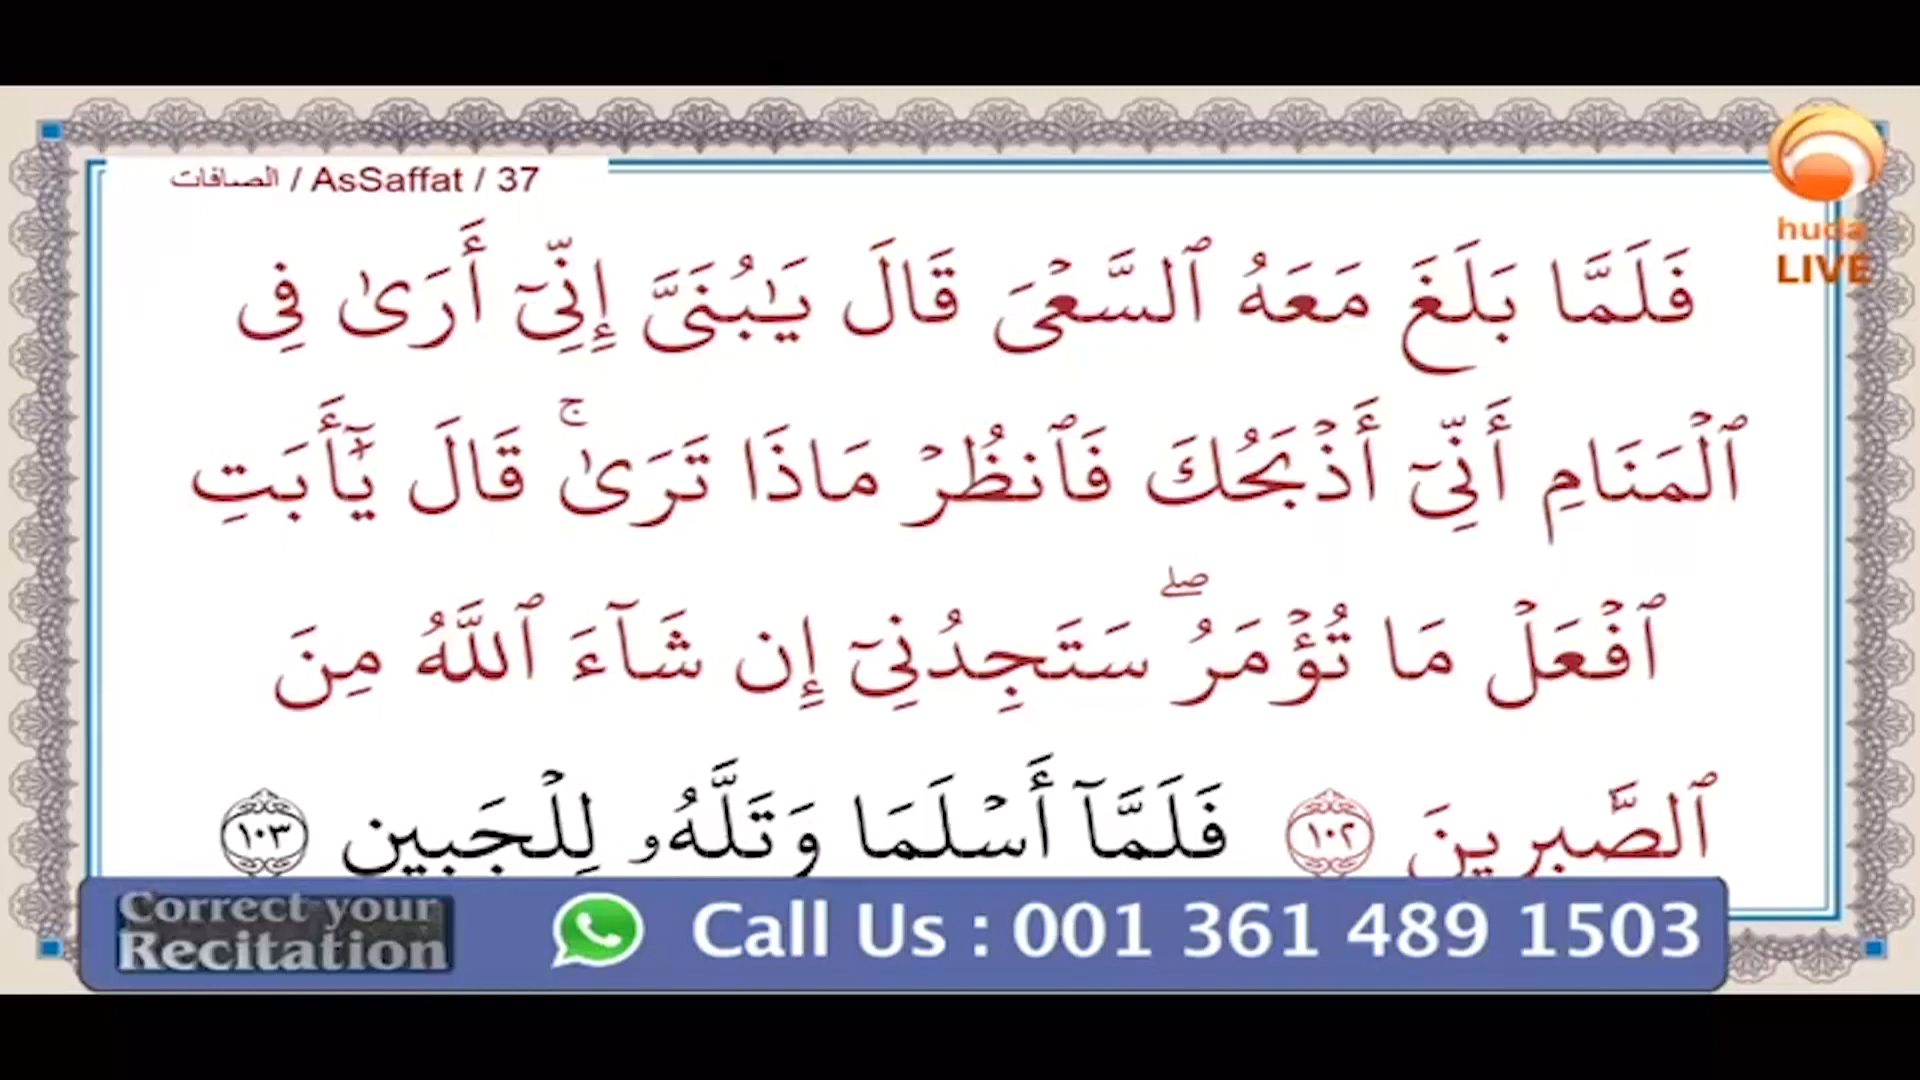 الصافات / AsSaffat / 37
huda
LIVE
فَلَمَّا بَلَغَ مَعَهُ ٱلسَّعْىَ قَالَ يَـٰبُنَىَّ إِنِّىٓ أَرَىٰ فِى
ٱلْمَنَامِ أَنِّىٓ أَذْبَحُكَ فَٱنظُرْ مَاذَا تَرَىٰ ۚ قَالَ يَـٰٓأَبَتِ
ٱفْعَلْ مَا تُؤْمَرُ ۖ سَتَجِدُنِىٓ إِن شَآءَ ٱللَّهُ مِنَ
ٱلصَّـٰبِرِينَ ١٠٢ فَلَمَّآ أَسْلَمَا وَتَلَّهُۥ لِلْجَبِينِ ١٠٣
Correct your
Recitation
Call Us : 001 361 489 1503